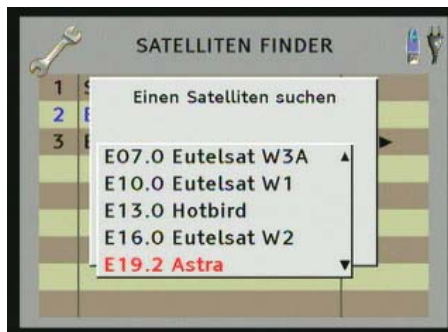 SATELLITEN FINDER
1 S
2 E
3 E
Einen Satelliten suchen
E07.0 Eutelsat W3A
E10.0 Eutelsat W1
E13.0 Hotbird
E16.0 Eutelsat W2
E19.2 Astra